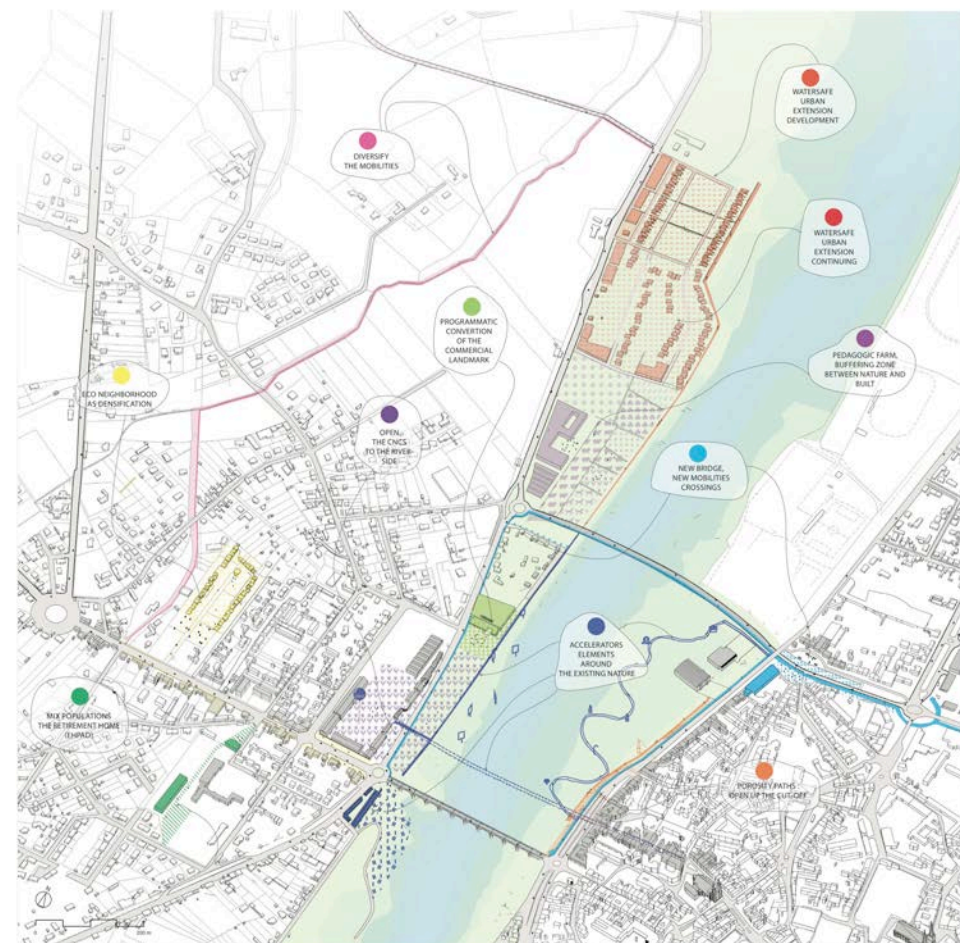 WATERSAFE
URBAN
EXTENSION
DEVELOPMENT
DIVERSIFY
THE MOBILITIES
WATERSAFE
URBAN
EXTENSION
CONTINUING
PROGRAMMATIC
CONVERTION
OF THE
COMMERCIAL
LANDMARK
PEDAGOGIC FARM,
BUFFERING ZONE
BETWEEN NATURE AND
BUILT
ECO NEIGHBORHOOD
AS DENSIFICATION
OPEN,
THE CNCS
TO THE RIVER-
SIDE
NEW BRIDGE,
NEW MOBILITIES
CROSSINGS
ACCELERATORS
ELEMENTS
AROUND
THE EXISTING NATURE
MIX POPULATIONS
THE RETIREMENT HOME
(EHPAD)
POROSITY PATHS
OPEN UP THE CUT-OFF